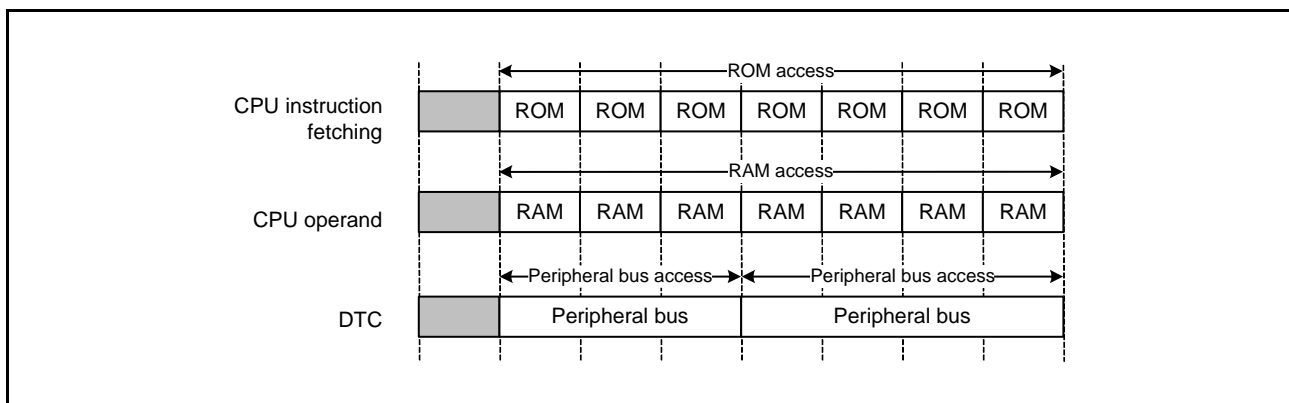 ROM access
CPU instruction
fetching
ROM ROM ROM ROM ROM ROM ROM
RAM access
CPU operand
RAM RAM RAM RAM RAM RAM RAM
Peripheral bus access Peripheral bus access
DTC
Peripheral bus Peripheral bus